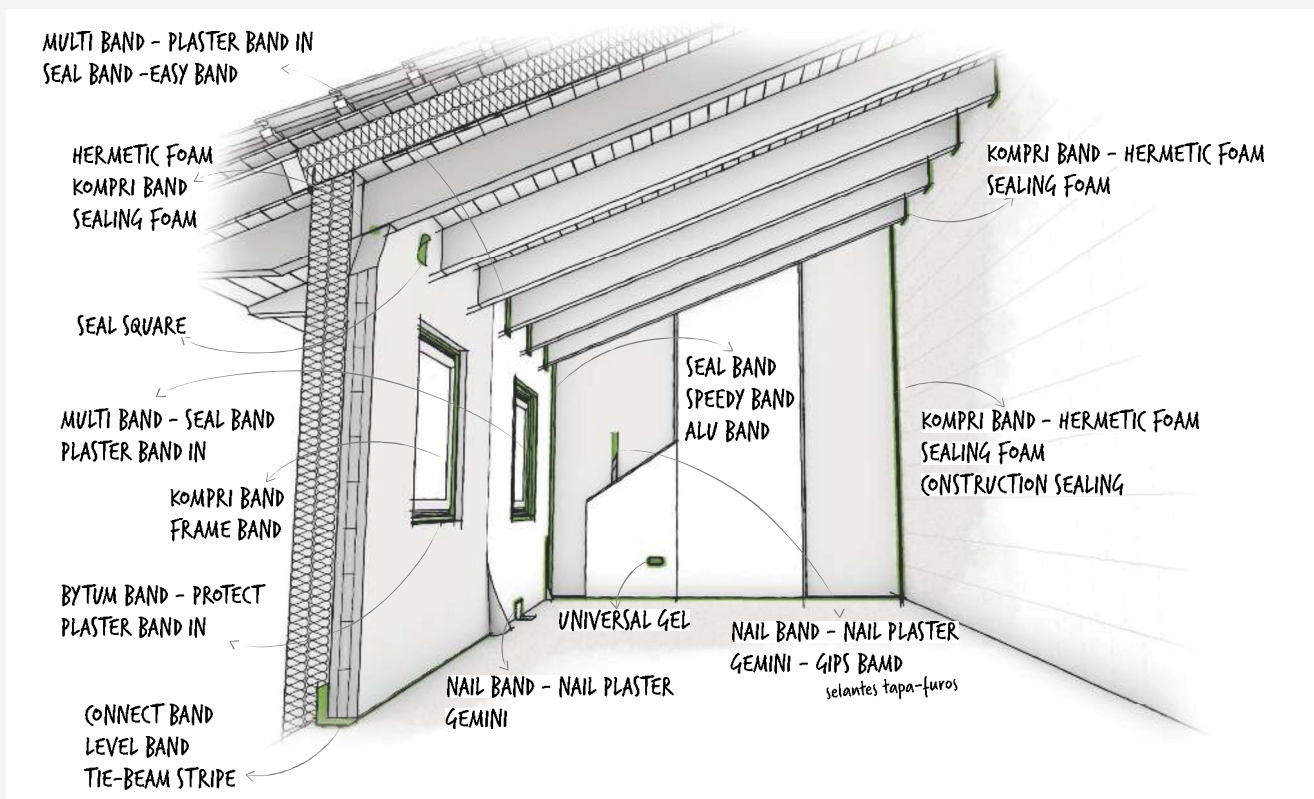 MULTI BAND – PLASTER BAND IN
SEAL BAND –EASY BAND
HERMETIC FOAM
KOMPRI BAND
SEALING FOAM
KOMPRI BAND – HERMETIC FOAM
SEALING FOAM
SEAL SQUARE
SEAL BAND
SPEEDY BAND
ALU BAND
MULTI BAND – SEAL BAND
PLASTER BAND IN
KOMPRI BAND – HERMETIC FOAM
SEALING FOAM
CONSTRUCTION SEALING
KOMPRI BAND
FRAME BAND
BYTUM BAND – PROTECT
PLASTER BAND IN
UNIVERSAL GEL
NAIL BAND – NAIL PLASTER
GEMINI – GIPS BAMD
selantes tapa-furos
NAIL BAND – NAIL PLASTER
GEMINI
CONNECT BAND
LEVEL BAND
TIE-BEAM STRIPE